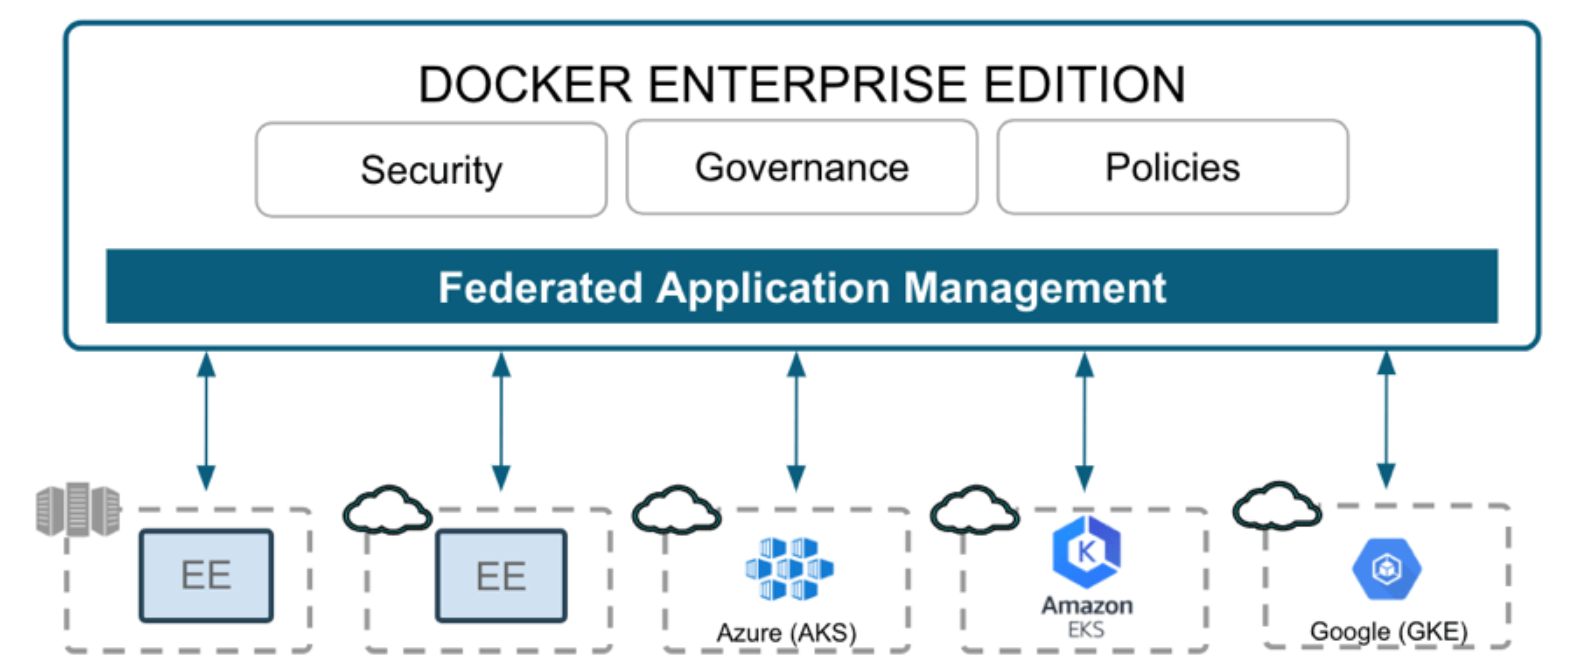 DOCKER ENTERPRISE EDITION
Security
Governance
Policies
Federated Application Management
EE
EE
Azure (AKS)
K
Amazon
EKS
Google (GKE)